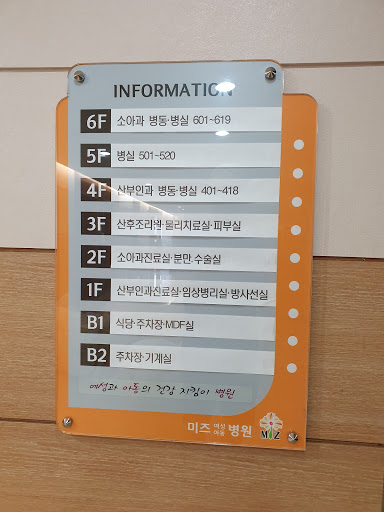 INFORMATION
6F 소아과 병동·병실 601~619
5F 병실 501~520
4F 산부인과 병동·병실 401~418
3F 산후조리원·물리치료실·피부실
2F 소아과진료실·분만·수술실
1F 산부인과진료실·임상병리실·방사선실
B1 식당·주차장·MDF실
B2 주차장·기계실
여성과 아동의 건강 지킴이 병원
미즈 여성 아동 병원 MIZ